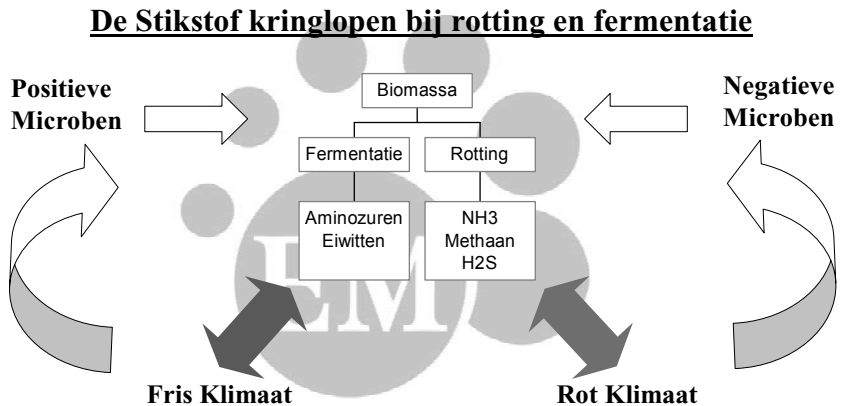 De Stikstof kringlopen bij rotting en fermentatie
Positieve
Microben
Biomassa
Negatieve
Microben
Fermentatie
Rotting
Aminozuren
Eiwitten
NH3
Methaan
H2S
EM
Fris Klimaat
Rot Klimaat